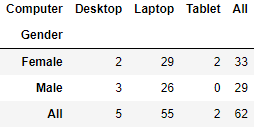 Computer Desktop Laptop Tablet All
Gender
Female 2 29 2 33
Male 3 26 0 29
All 5 55 2 62